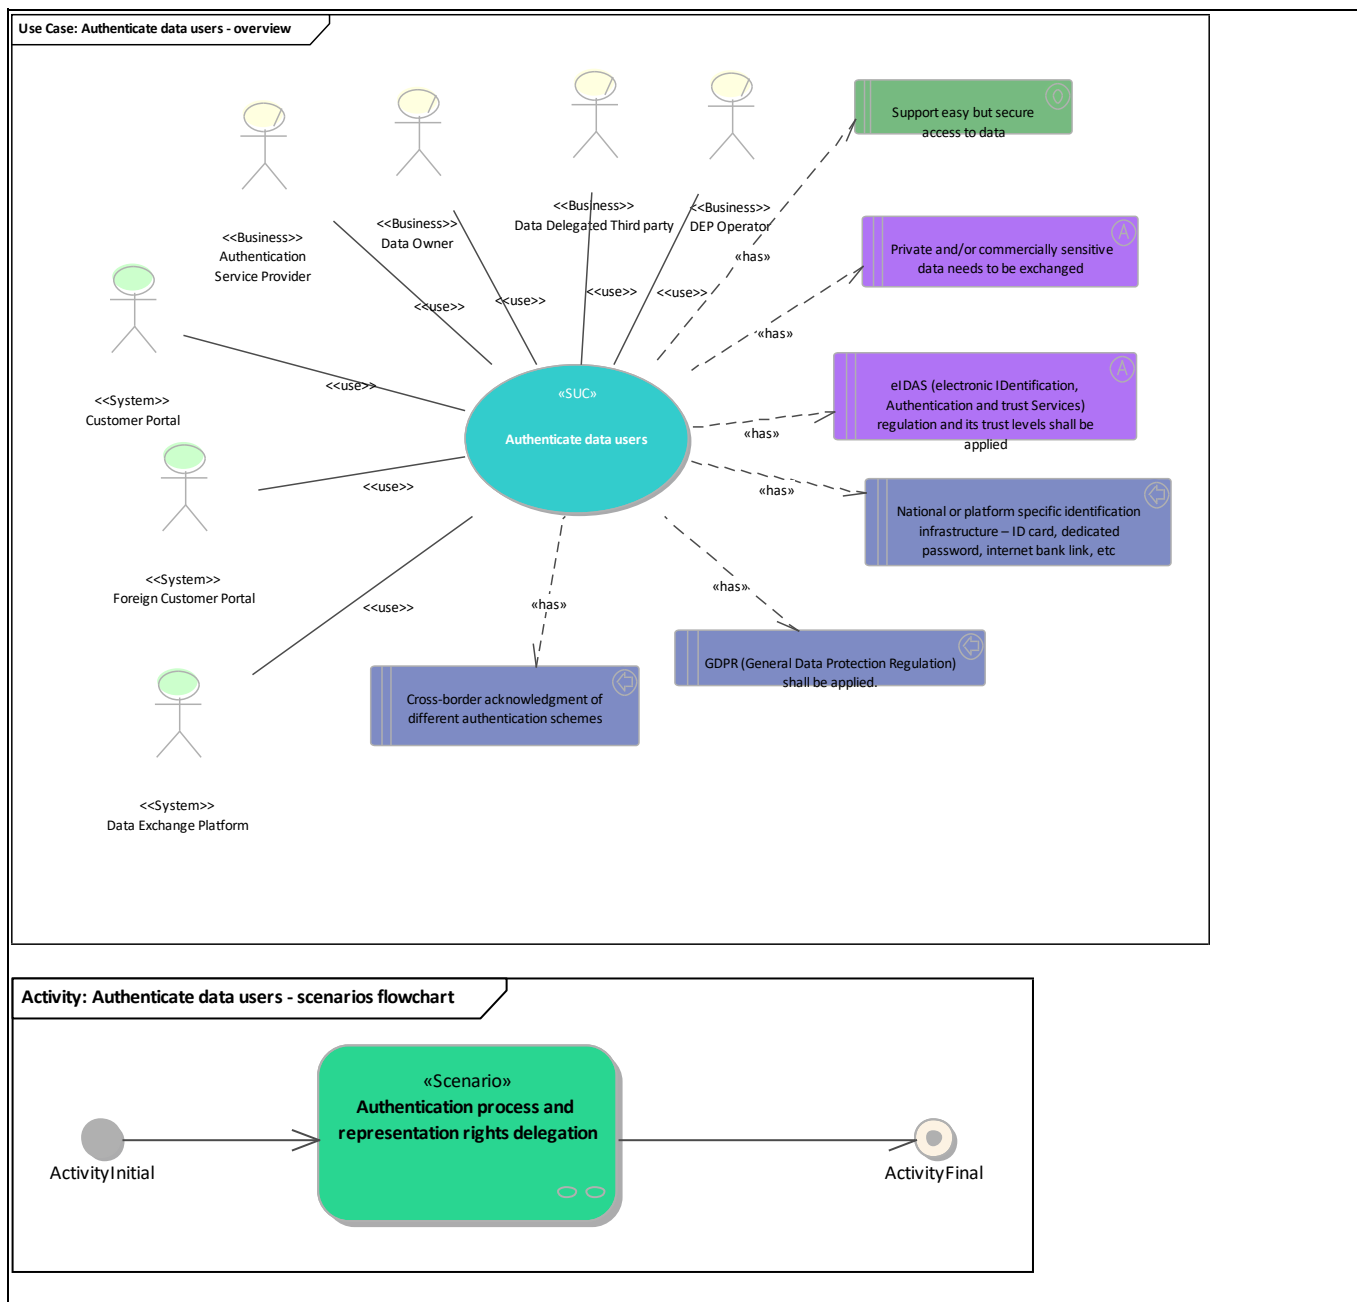 Use Case: Authenticate data users - overview
<<Business>>
Authentication
Service Provider
<<Business>>
Data Owner
<<Business>>
Data Delegated Third party
<<Business>>
DEP Operator
O
Support easy but secure
access to data
A
Private and/or commercially sensitive
data needs to be exchanged
A
eIDAS (electronic IDentification,
Authentication and trust Services)
regulation and its trust levels shall be
applied
National or platform specific identification
infrastructure – ID card, dedicated
password, internet bank link, etc
GDPR (General Data Protection Regulation)
shall be applied.
Cross-border acknowledgment of
different authentication schemes
<<System>>
Customer Portal
<<System>>
Foreign Customer Portal
<<System>>
Data Exchange Platform
«SUC»
Authenticate data users
<<use>>
<<use>>
<<use>>
<<use>>
<<use>>
<<use>>
<<use>>
«has»
«has»
«has»
«has»
«has»
«has»
Activity: Authenticate data users - scenarios flowchart
ActivityInitial
«Scenario»
Authentication process and
representation rights delegation
ActivityFinal